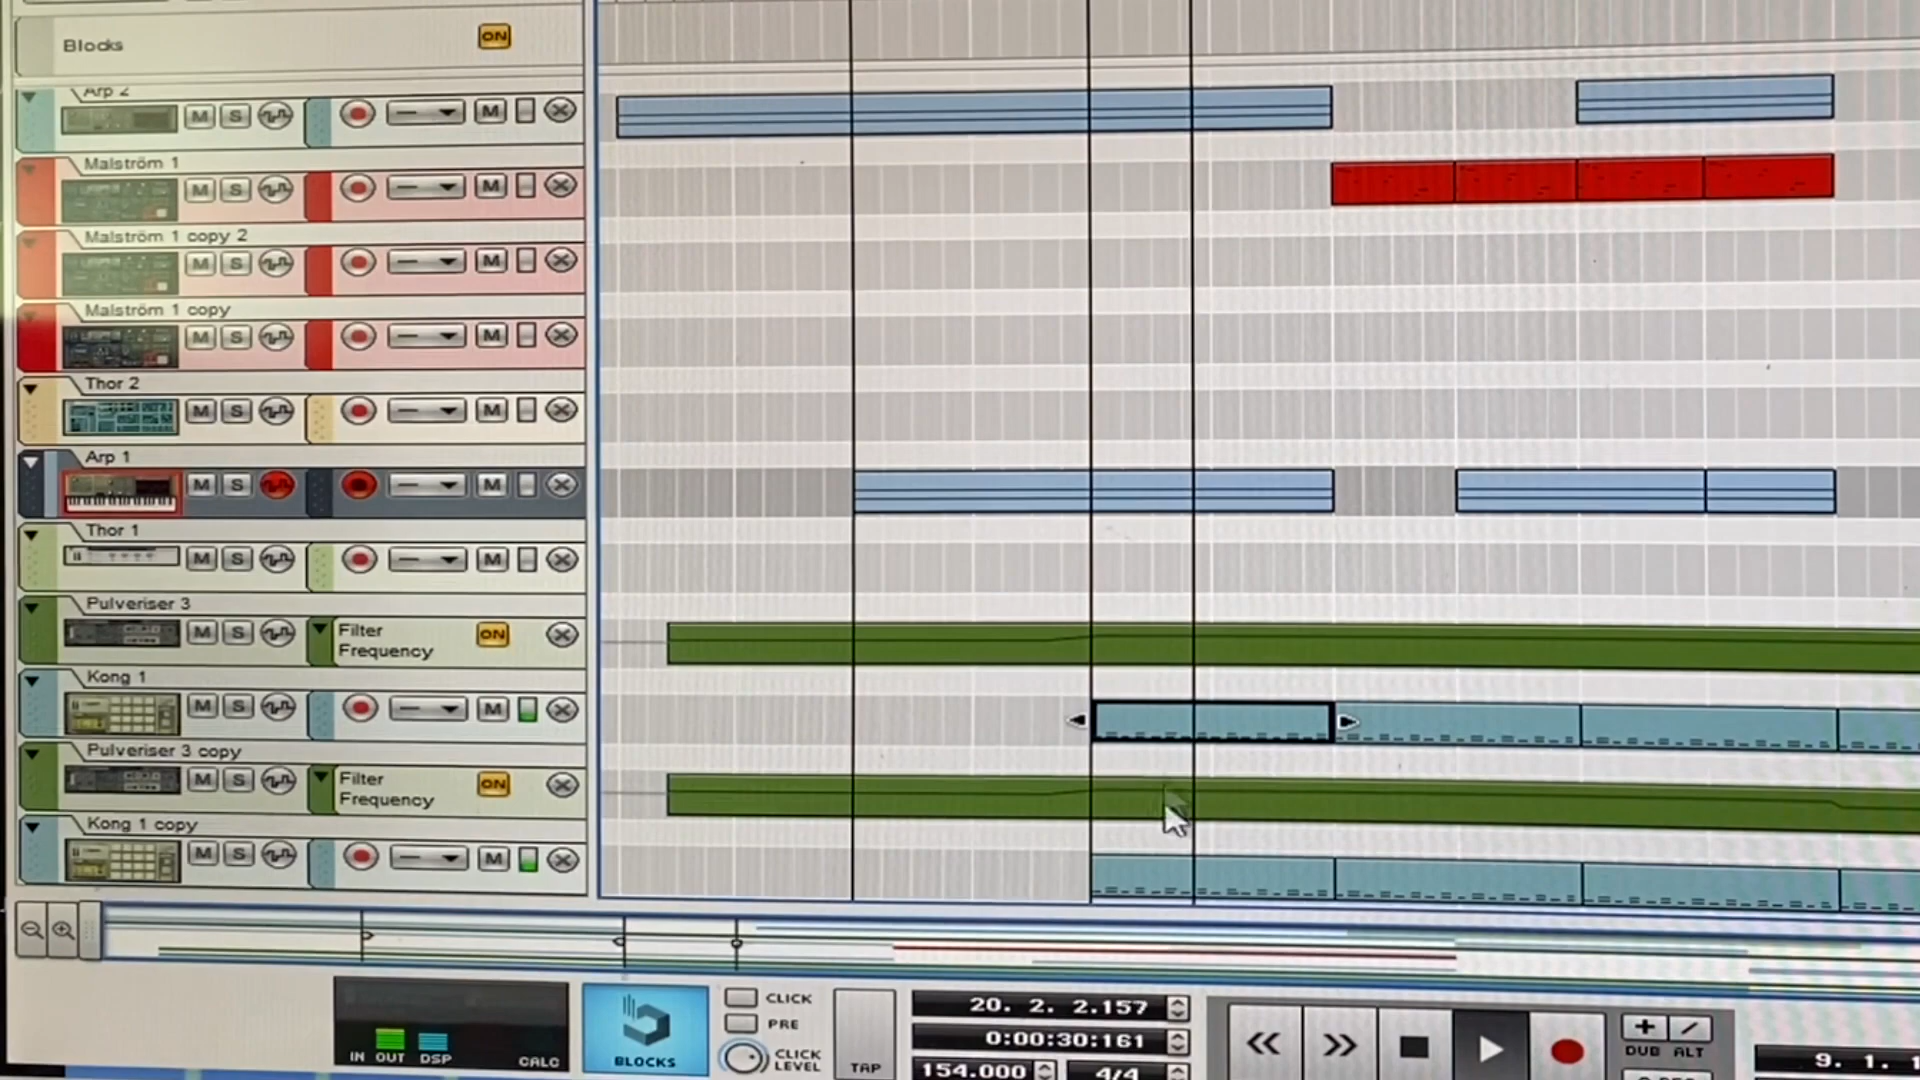 Blocks ON
Arp 2
M S M
Malström 1
M S M
Malström 1 copy 2
M S M
Malström 1 copy
M S M
Thor 2
M S M
Arp 1
M S M
Thor 1
M S M
Pulveriser 3
M S Filter Frequency ON
Kong 1
M S M
Pulveriser 3 copy
M S Filter Frequency ON
Kong 1 copy
M S M
IN OUT DSP CALC
BLOCKS
CLICK
PRE
CLICK LEVEL
TAP
20. 2. 2.157
0:00:30:161
154.000 4/4
DUB ALT
9. 1. 1